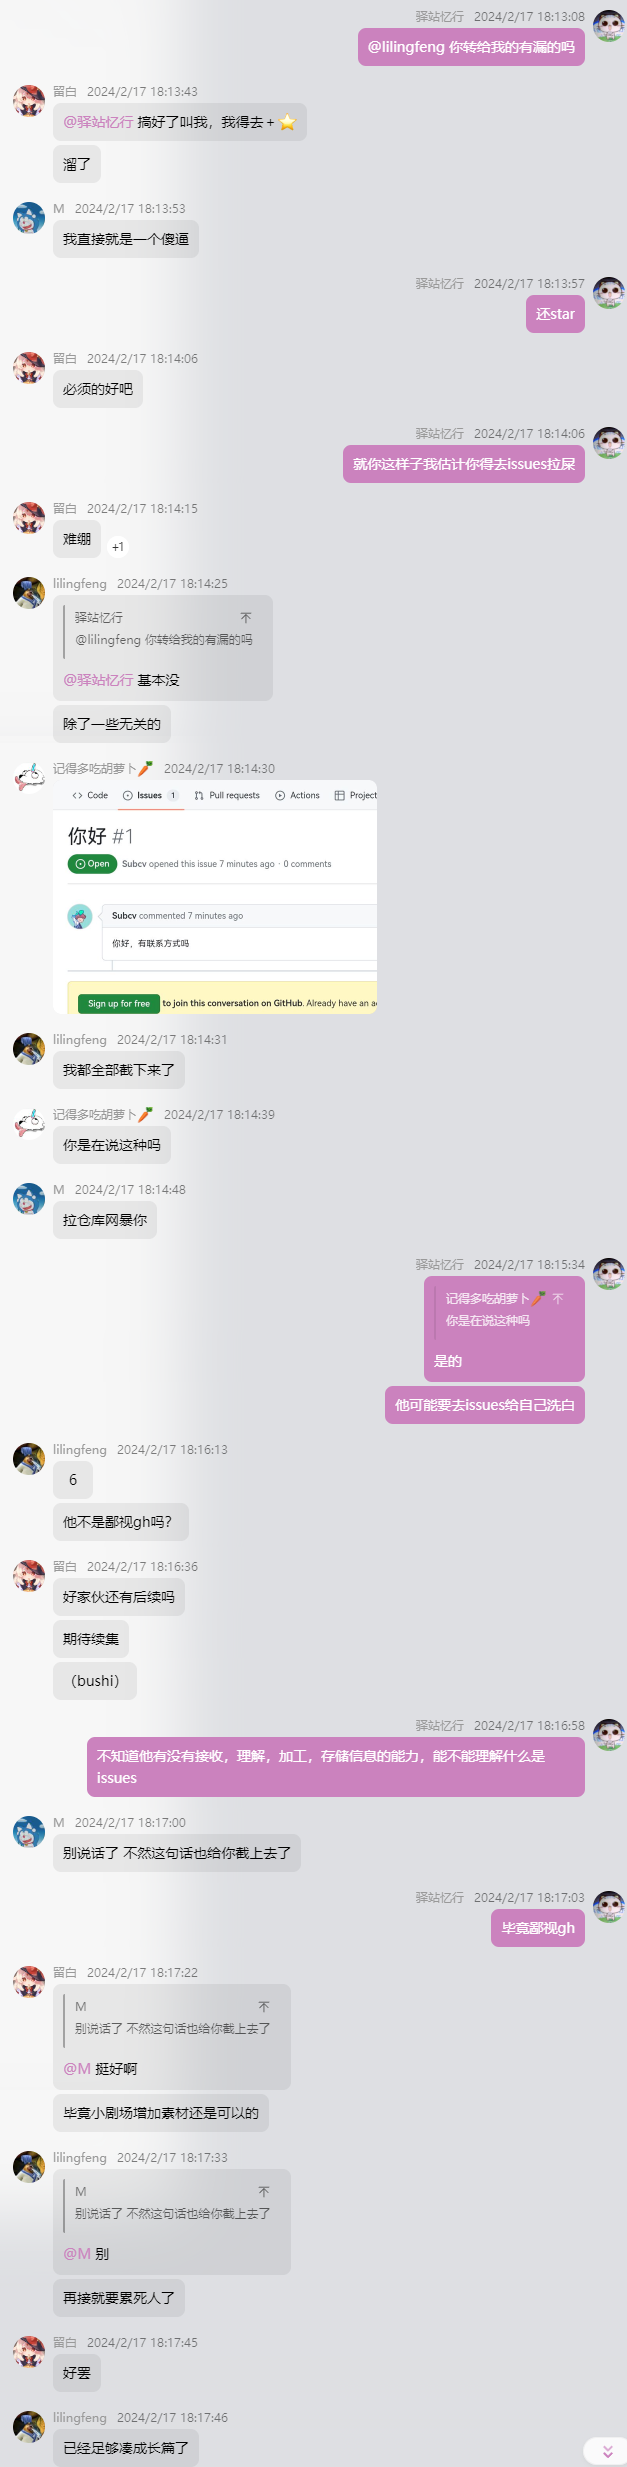 驿站忆行 2024/2/17 18:13:08
@lilingfeng 你转给我的有漏的吗
留白 2024/2/17 18:13:43
@驿站忆行 搞好了叫我，我得去+⭐
溜了
M 2024/2/17 18:13:53
我直接就是一个傻逼
驿站忆行 2024/2/17 18:13:57
还star
留白 2024/2/17 18:14:06
必须的好吧
驿站忆行 2024/2/17 18:14:06
就你这样子我估计你得去issues拉屎
留白 2024/2/17 18:14:15
难绷
+1
lilingfeng 2024/2/17 18:14:25
驿站忆行
@lilingfeng 你转给我的有漏的吗
@驿站忆行 基本没
除了一些无关的
记得多吃胡萝卜🥕 2024/2/17 18:14:30
Code Issues 1 Pull requests Actions Project
你好 #1
Open Subcv opened this issue 7 minutes ago · 0 comments
Subcv commented 7 minutes ago
你好，有联系方式吗
Sign up for free to join this conversation on GitHub. Already have an a
lilingfeng 2024/2/17 18:14:31
我都全部截下来了
记得多吃胡萝卜🥕 2024/2/17 18:14:39
你是在说这种吗
M 2024/2/17 18:14:48
拉仓库网暴你
驿站忆行 2024/2/17 18:15:34
记得多吃胡萝卜🥕
你是在说这种吗
是的
他可能要去issues给自己洗白
lilingfeng 2024/2/17 18:16:13
6
他不是鄙视gh吗？
留白 2024/2/17 18:16:36
好家伙还有后续吗
期待续集
（bushi）
驿站忆行 2024/2/17 18:16:58
不知道他有没有接收，理解，加工，存储信息的能力，能不能理解什么是
issues
M 2024/2/17 18:17:00
别说话了 不然这句话也给你截上去了
驿站忆行 2024/2/17 18:17:03
毕竟鄙视gh
留白 2024/2/17 18:17:22
M
别说话了 不然这句话也给你截上去了
@M 挺好啊
毕竟小剧场增加素材还是可以的
lilingfeng 2024/2/17 18:17:33
M
别说话了 不然这句话也给你截上去了
@M 别
再接就要累死人了
留白 2024/2/17 18:17:45
好罢
lilingfeng 2024/2/17 18:17:46
已经足够凑成长篇了